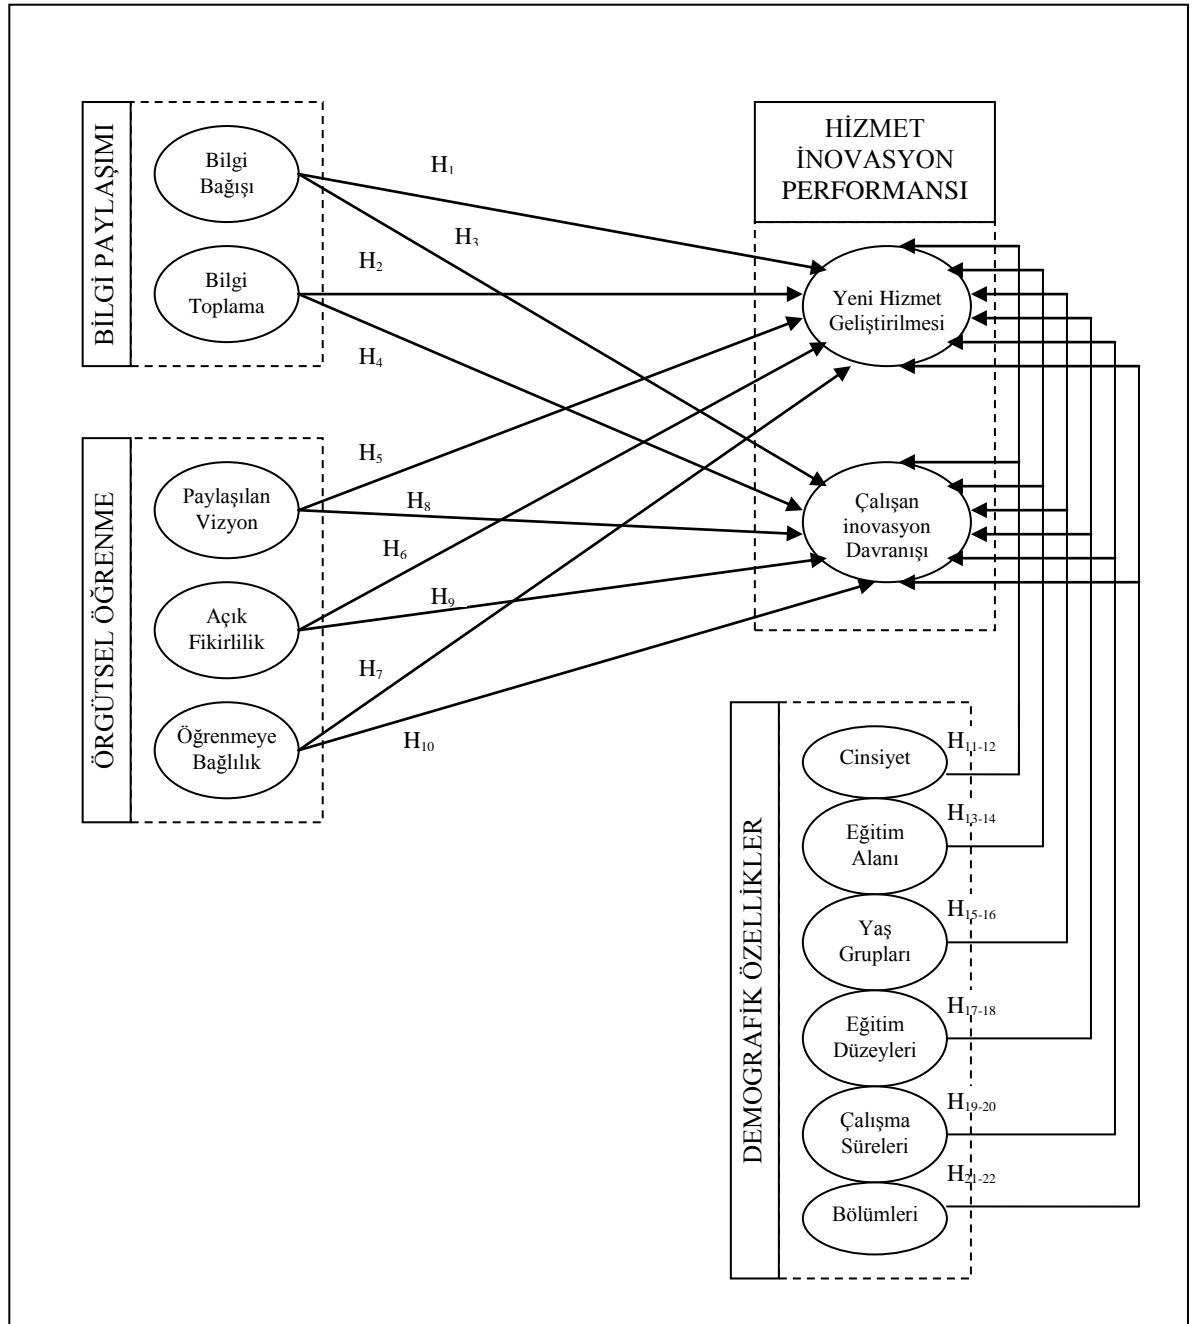 BİLGİ PAYLAŞIMI
Bilgi
Bağışı
Bilgi
Toplama
H1
H3
H2
H4
HİZMET
İNOVASYON
PERFORMANSI
Yeni Hizmet
Geliştirilmesi
Çalışan
inovasyon
Davranışı
ÖRGÜTSEL ÖĞRENME
Paylaşılan
Vizyon
Açık
Fikirlilik
Öğrenmeye
Bağlılık
H5
H8
H6
H9
H7
H10
DEMOGRAFİK ÖZELLİKLER
Cinsiyet
H11-12
Eğitim
Alanı
H13-14
Yaş
Grupları
H15-16
Eğitim
Düzeyleri
H17-18
Çalışma
Süreleri
H19-20
Bölümleri
H21-22